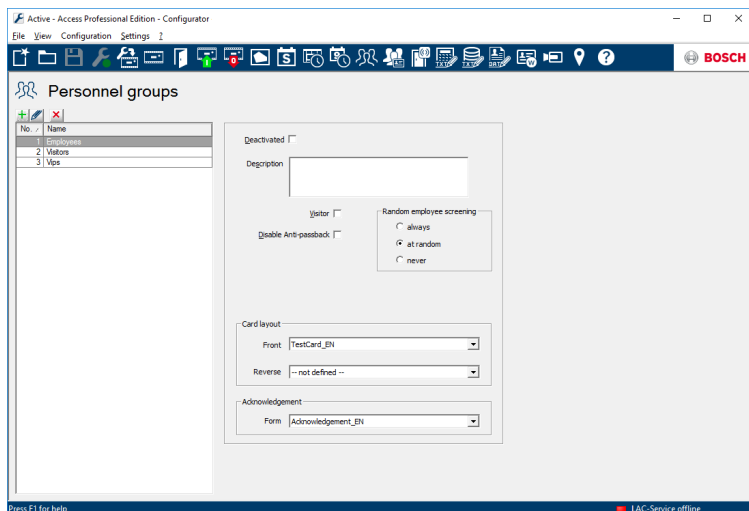 Active - Access Professional Edition - Configurator
File View Configuration Settings ?
BOSCH
Personnel groups
No. Name
1 Employees
2 Visitors
3 Vips
Deactivated
Description
Visitor
Disable Anti-passback
Random employee screening
always
at random
never
Card layout
Front TestCard_EN
Reverse -- not defined --
Acknowledgement
Form Acknowledgement_EN
Press F1 for help
LAC-Service offline